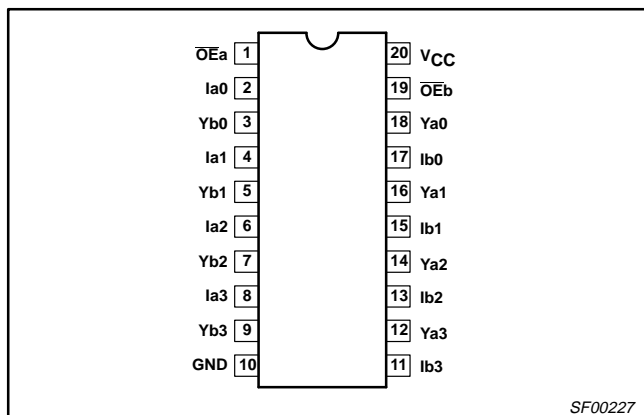 O̅E̅a 1 20 VCC
Ia0 2 19 O̅E̅b
Yb0 3 18 Ya0
Ia1 4 17 Ib0
Yb1 5 16 Ya1
Ia2 6 15 Ib1
Yb2 7 14 Ya2
Ia3 8 13 Ib2
Yb3 9 12 Ya3
GND 10 11 Ib3
SF00227